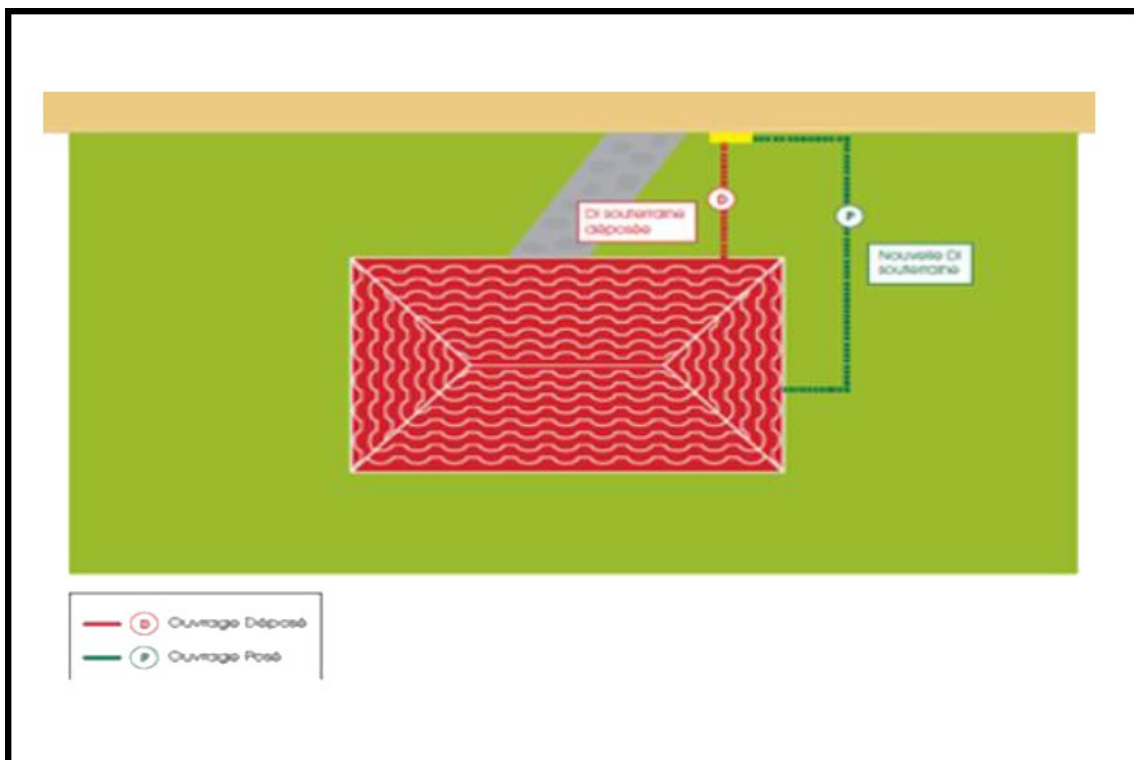 DI souterraine
déposée
D
P
Nouvelle DI
souterraine
D Ouvrage Déposé
P Ouvrage Posé